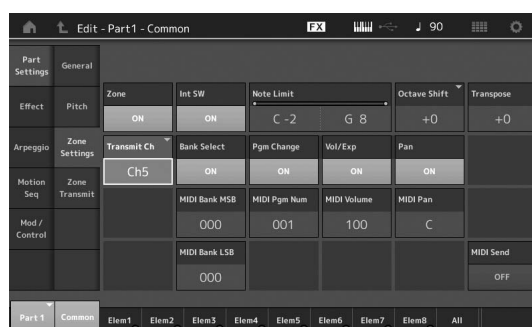 Edit - Part1 - Common
FX
90
Part Settings
General
Zone
ON
Int SW
ON
Note Limit
C -2
G 8
Octave Shift
+0
Transpose
+0
Effect
Pitch
Arpeggio
Zone Settings
Transmit Ch
Ch5
Bank Select
ON
Pgm Change
ON
Vol/Exp
ON
Pan
ON
Motion Seq
Zone Transmit
MIDI Bank MSB
000
MIDI Pgm Num
001
MIDI Volume
100
MIDI Pan
C
Mod / Control
MIDI Bank LSB
000
MIDI Send
OFF
Part 1
Common
Elem1
Elem2
Elem3
Elem4
Elem5
Elem6
Elem7
Elem8
All